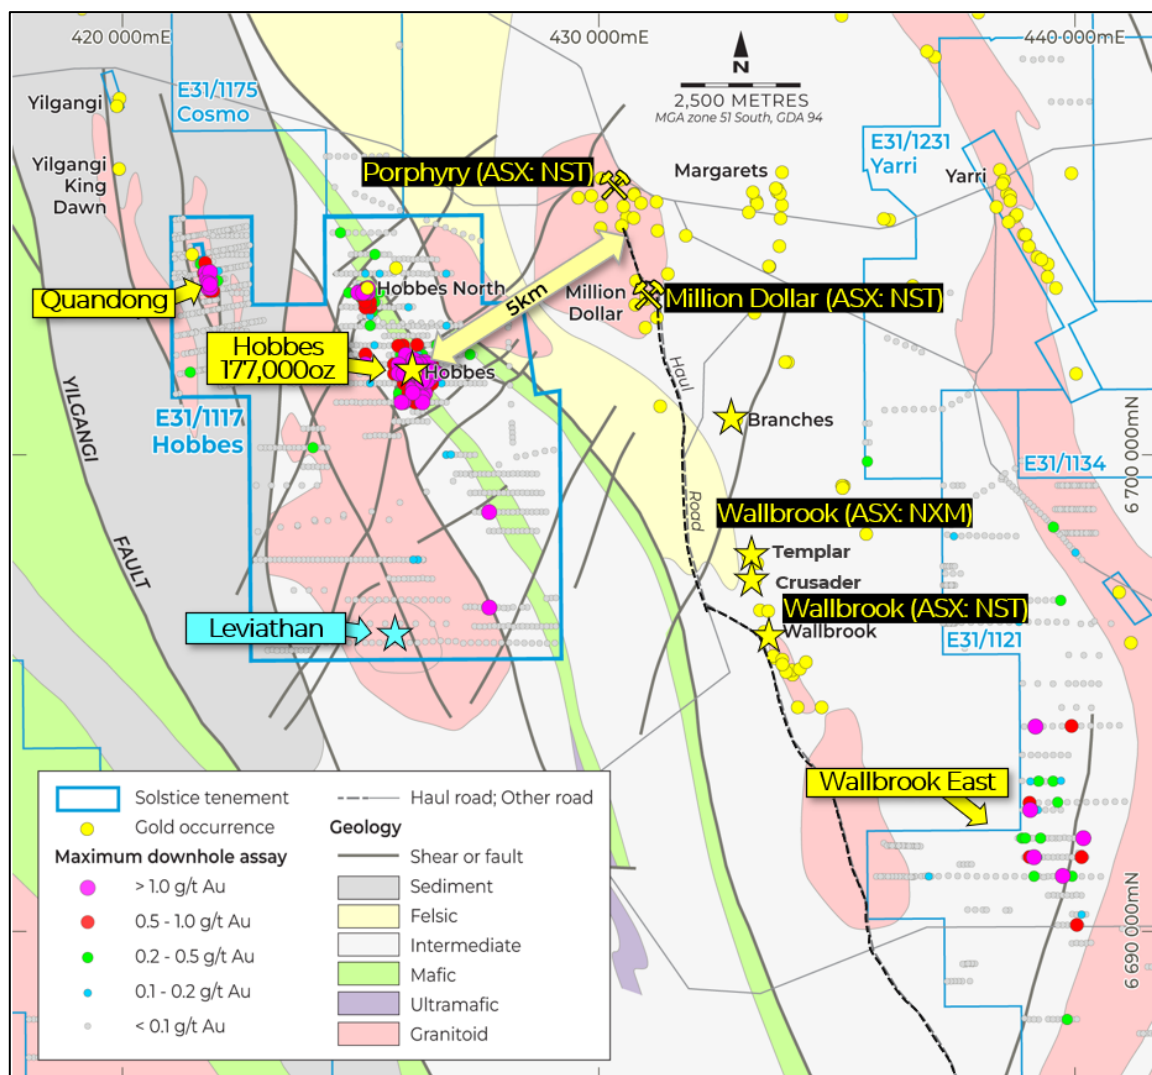 420 000mE
430 000mE
440 000mE
N
2,500 METRES
MGA zone 51 South, GDA 94
E31/1175
Cosmo
Yilgangi
Yilgangi
King
Dawn
E31/1231
Yarri
Porphyry (ASX: NST)
Margarets
Yarri
Quandong
Hobbes North
5km
Million
Dollar
Million Dollar (ASX: NST)
Hobbes
177,000oz
Hobbes
Haul
Road
E31/1117
Hobbes
YILGANGI
FAULT
Branches
E31/1134
6 700 000mN
Wallbrook (ASX: NXM)
Templar
Crusader
Wallbrook (ASX: NST)
Wallbrook
E31/1121
Leviathan
Wallbrook East
6 690 000mN
Solstice tenement
Gold occurrence
Maximum downhole assay
> 1.0 g/t Au
0.5 - 1.0 g/t Au
0.2 - 0.5 g/t Au
0.1 - 0.2 g/t Au
< 0.1 g/t Au
Haul road; Other road
Geology
Shear or fault
Sediment
Felsic
Intermediate
Mafic
Ultramafic
Granitoid